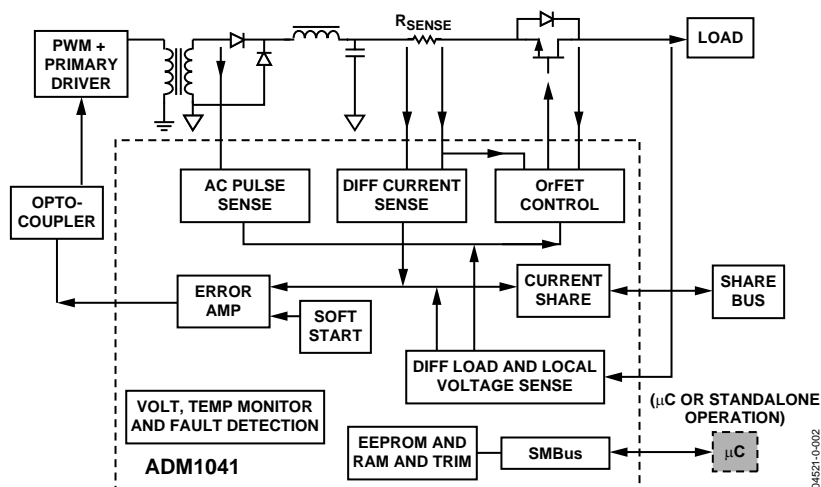 R_SENSE
PWM +
PRIMARY
DRIVER
LOAD
AC PULSE
SENSE
DIFF CURRENT
SENSE
OrFET
CONTROL
OPTO-
COUPLER
ERROR
AMP
SOFT
START
CURRENT
SHARE
SHARE
BUS
DIFF LOAD AND LOCAL
VOLTAGE SENSE
VOLT, TEMP MONITOR
AND FAULT DETECTION
(μC OR STANDALONE
OPERATION)
EEPROM AND
RAM AND TRIM
SMBus
μC
ADM1041
04521-0-002